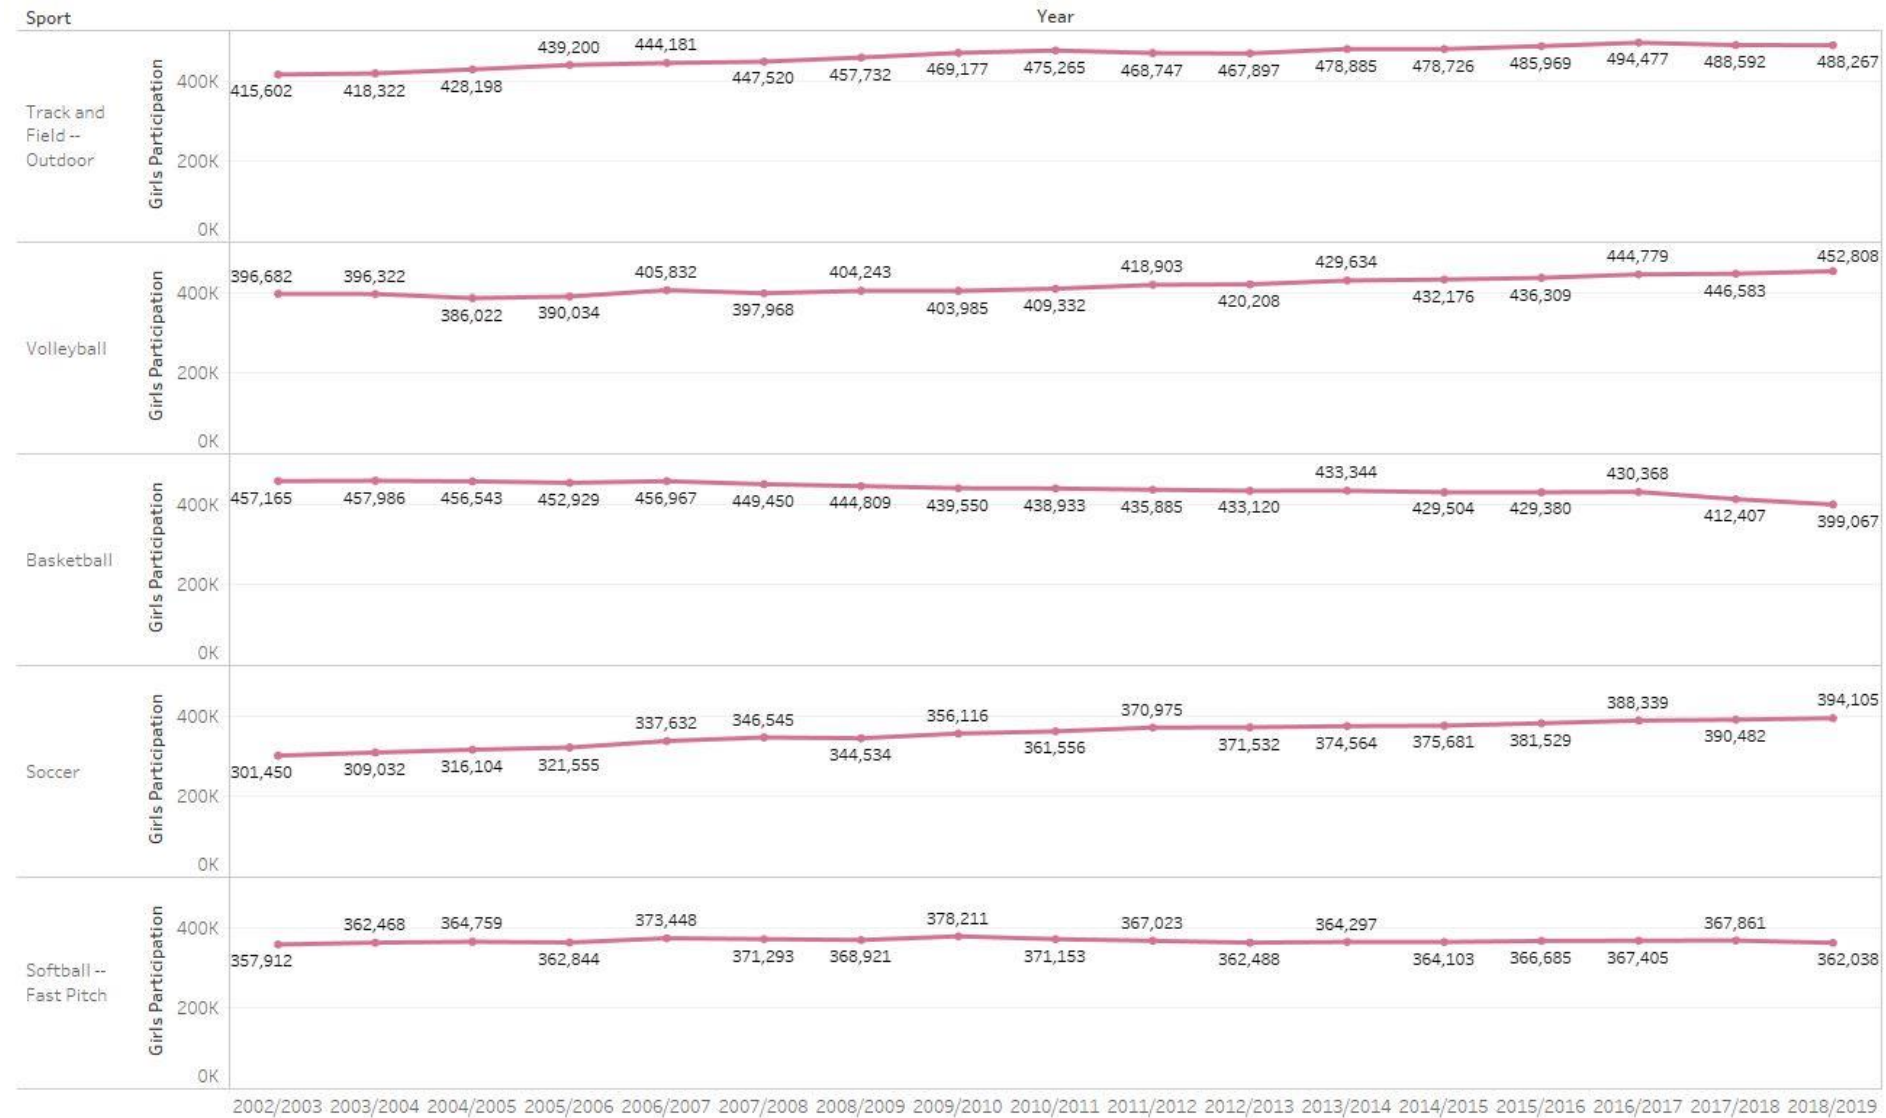 Sport
Year
Track and
Field --
Outdoor
Girls Participation
400K
200K
0K
439,200 444,181
415,602 418,322 428,198 447,520 457,732 469,177 475,265 468,747 467,897 478,885 478,726 485,969 494,477 488,592 488,267
Volleyball
Girls Participation
400K
200K
0K
396,682 396,322 405,832 404,243 418,903 429,634 444,779 452,808
386,022 390,034 397,968 403,985 409,332 420,208 432,176 436,309 446,583
Basketball
Girls Participation
400K
200K
0K
433,344 430,368
457,165 457,986 456,543 452,929 456,967 449,450 444,809 439,550 438,933 435,885 433,120 429,504 429,380 412,407 399,067
Soccer
Girls Participation
400K
200K
0K
337,632 346,545 356,116 370,975 388,339 394,105
301,450 309,032 316,104 321,555 344,534 361,556 371,532 374,564 375,681 381,529 390,482
Softball --
Fast Pitch
Girls Participation
400K
200K
0K
362,468 364,759 373,448 378,211 367,023 364,297 367,861
357,912 362,844 371,293 368,921 371,153 362,488 364,103 366,685 367,405 362,038
2002/2003 2003/2004 2004/2005 2005/2006 2006/2007 2007/2008 2008/2009 2009/2010 2010/2011 2011/2012 2012/2013 2013/2014 2014/2015 2015/2016 2016/2017 2017/2018 2018/2019